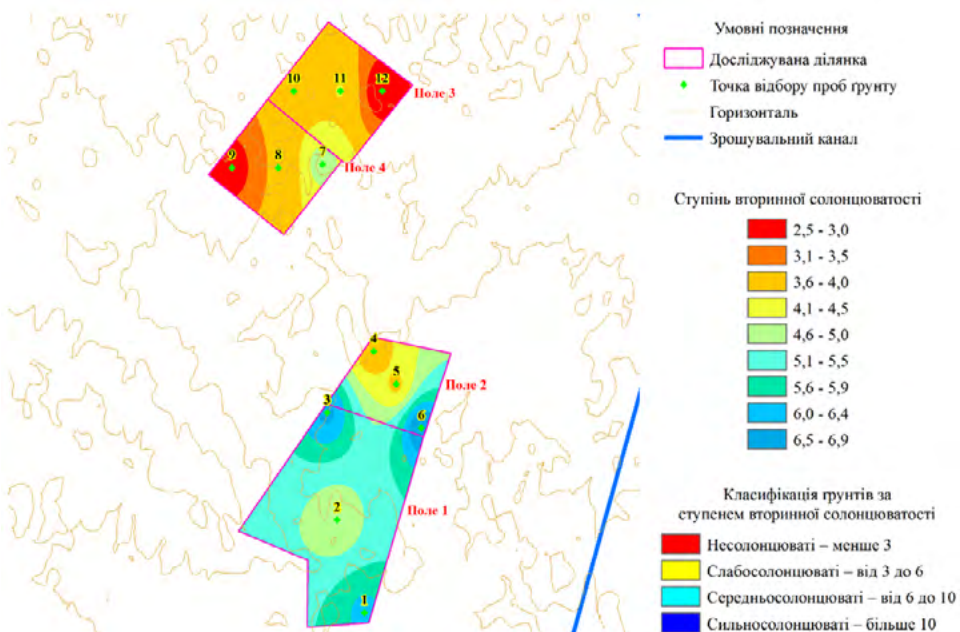 10
11
12
Поле 3
9
8
7
Поле 4
4
5
Поле 2
3
6
2
Поле 1
1
Умовні позначення
Досліджувана ділянка
Точка відбору проб ґрунту
Горизонталь
Зрошувальний канал
Ступінь вторинної солонцюватості
2,5 - 3,0
3,1 - 3,5
3,6 - 4,0
4,1 - 4,5
4,6 - 5,0
5,1 - 5,5
5,6 - 5,9
6,0 - 6,4
6,5 - 6,9
Класифікація ґрунтів за
ступенем вторинної солонцюватості
Несолонцюваті – менше 3
Слабосолонцюваті – від 3 до 6
Середньосолонцюваті – від 6 до 10
Сильносолонцюваті – більше 10